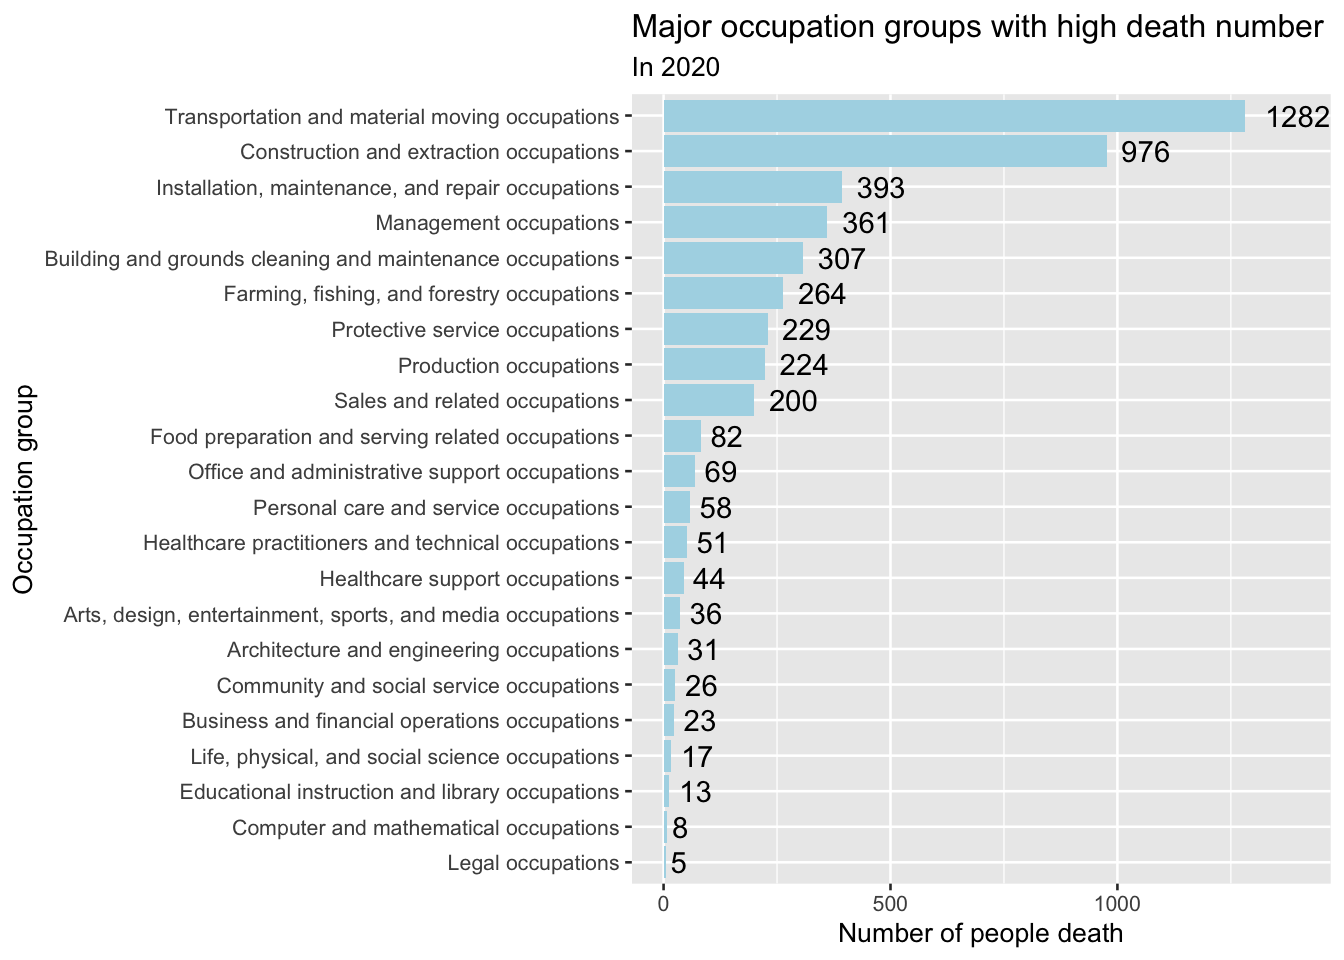 Major occupation groups with high death number
In 2020
Occupation group
Transportation and material moving occupations 1282
Construction and extraction occupations 976
Installation, maintenance, and repair occupations 393
Management occupations 361
Building and grounds cleaning and maintenance occupations 307
Farming, fishing, and forestry occupations 264
Protective service occupations 229
Production occupations 224
Sales and related occupations 200
Food preparation and serving related occupations 82
Office and administrative support occupations 69
Personal care and service occupations 58
Healthcare practitioners and technical occupations 51
Healthcare support occupations 44
Arts, design, entertainment, sports, and media occupations 36
Architecture and engineering occupations 31
Community and social service occupations 26
Business and financial operations occupations 23
Life, physical, and social science occupations 17
Educational instruction and library occupations 13
Computer and mathematical occupations 8
Legal occupations 5
0 500 1000
Number of people death